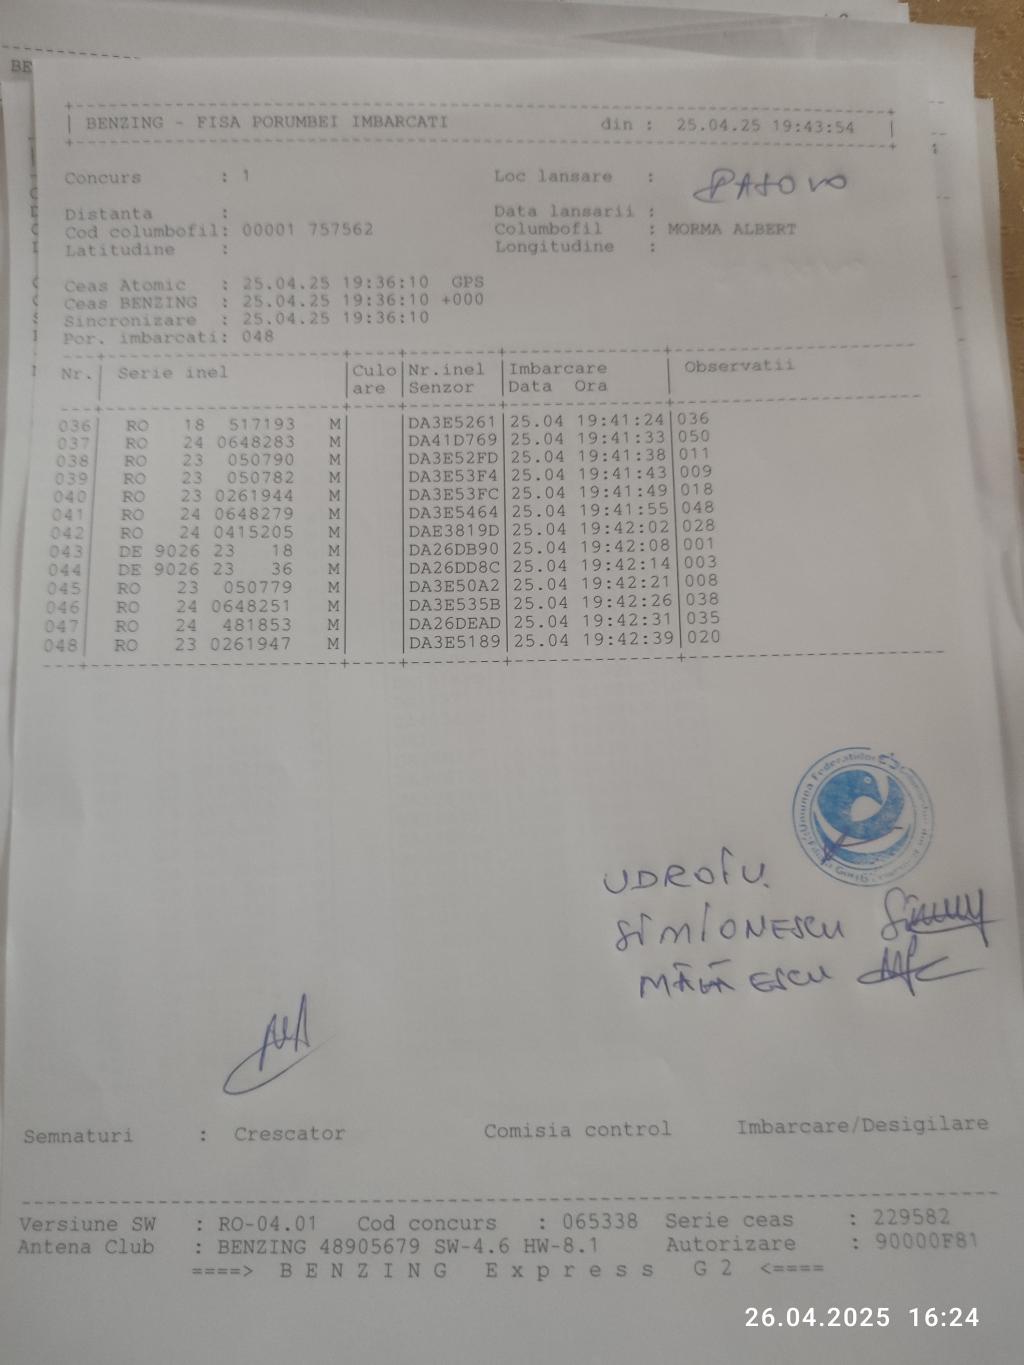 BE
BENZING - FISA PORUMBEI IMBARCATI din : 25.04.25 19:43:54
Concurs : 1 Loc lansare :
Distanta : Data lansarii :
Cod columbofil: 00001 757562 Columbofil : MORMA ALBERT
Latitudine : Longitudine :
Ceas Atomic : 25.04.25 19:36:10 GPS
Ceas BENZING : 25.04.25 19:36:10 +000
Sincronizare : 25.04.25 19:36:10
Por. imbarcati: 048
Nr. Serie inel Culo Nr.inel Imbarcare Observatii
are Senzor Data Ora
036 RO 18 517193 M DA3E5261 25.04 19:41:24 036
037 RO 24 0648283 M DA41D769 25.04 19:41:33 050
038 RO 23 050790 M DA3E52FD 25.04 19:41:38 011
039 RO 23 050782 M DA3E53F4 25.04 19:41:43 009
040 RO 23 0261944 M DA3E53FC 25.04 19:41:49 018
041 RO 24 0648279 M DA3E5464 25.04 19:41:55 048
042 RO 24 0415205 M DAE3819D 25.04 19:42:02 028
043 DE 9026 23 18 M DA26DB90 25.04 19:42:08 001
044 DE 9026 23 36 M DA26DD8C 25.04 19:42:14 003
045 RO 23 050779 M DA3E50A2 25.04 19:42:21 008
046 RO 24 0648251 M DA3E535B 25.04 19:42:26 038
047 RO 24 481853 M DA26DEAD 25.04 19:42:31 035
048 RO 23 0261947 M DA3E5189 25.04 19:42:39 020
UDROIU
SIMIONESCU
Semnaturi : Crescator Comisia control Imbarcare/Desigilare
Versiune SW : RO-04.01 Cod concurs : 065338 Serie ceas : 229582
Antena Club : BENZING 48905679 SW-4.6 HW-8.1 Autorizare : 90000F81
====> B E N Z I N G E x p r e s s G 2 <====
26.04.2025 16:24